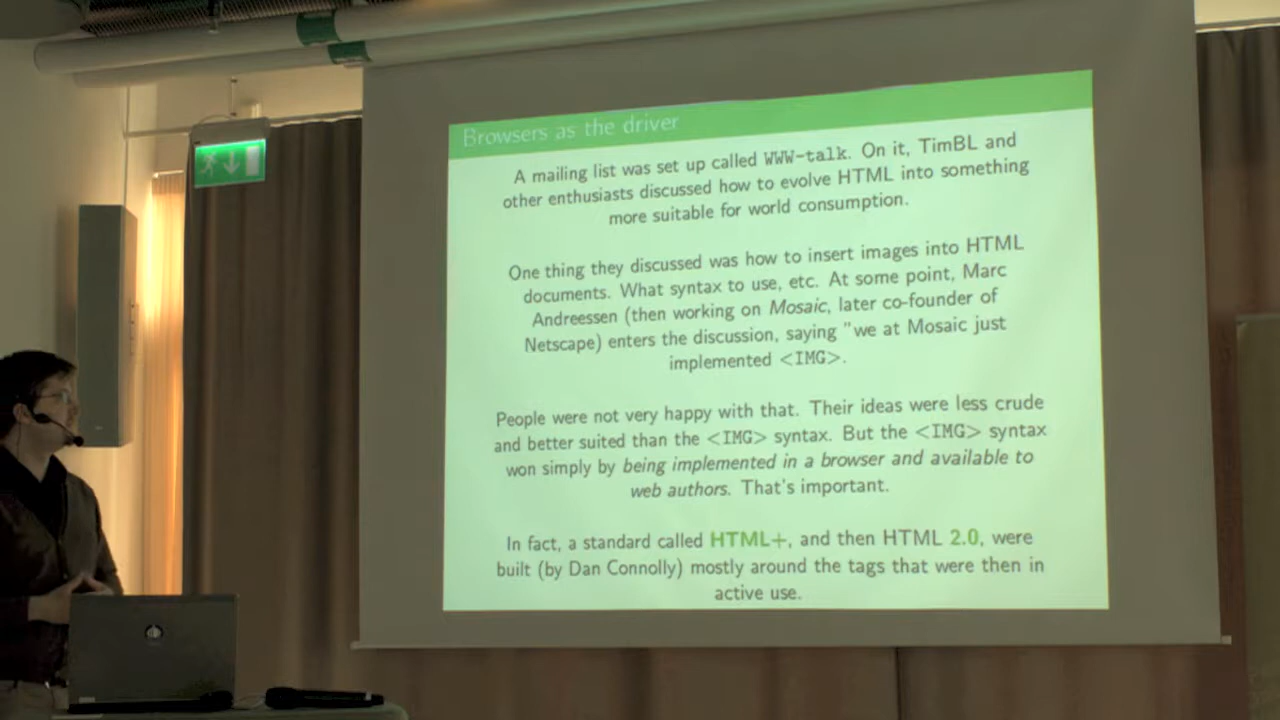 Browsers as the driver
A mailing list was set up called WWW-talk. On it, TimBL and
other enthusiasts discussed how to evolve HTML into something
more suitable for world consumption.
One thing they discussed was how to insert images into HTML
documents. What syntax to use, etc. At some point, Marc
Andreessen (then working on Mosaic, later co-founder of
Netscape) enters the discussion, saying "we at Mosaic just
implemented <IMG>.
People were not very happy with that. Their ideas were less crude
and better suited than the <IMG> syntax. But the <IMG> syntax
won simply by being implemented in a browser and available to
web authors. That's important.
In fact, a standard called HTML+, and then HTML 2.0, were
built (by Dan Connolly) mostly around the tags that were then in
active use.